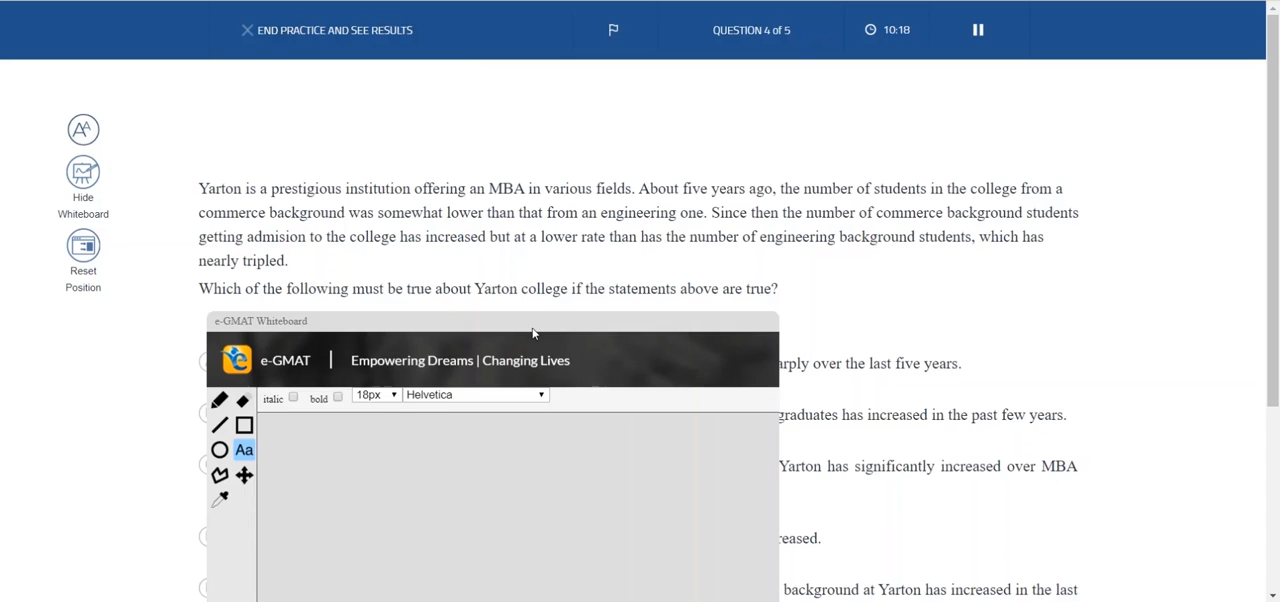 END PRACTICE AND SEE RESULTS
QUESTION 4 of 5
10:18
AA
Hide
Whiteboard
Reset
Position
Yarton is a prestigious institution offering an MBA in various fields. About five years ago, the number of students in the college from a
commerce background was somewhat lower than that from an engineering one. Since then the number of commerce background students
getting admision to the college has increased but at a lower rate than has the number of engineering background students, which has
nearly tripled.
Which of the following must be true about Yarton college if the statements above are true?
e-GMAT Whiteboard
e-GMAT | Empowering Dreams | Changing Lives
italic bold 18px Helvetica
Aa
arply over the last five years.
graduates has increased in the past few years.
Yarton has significantly increased over MBA
reased.
background at Yarton has increased in the last